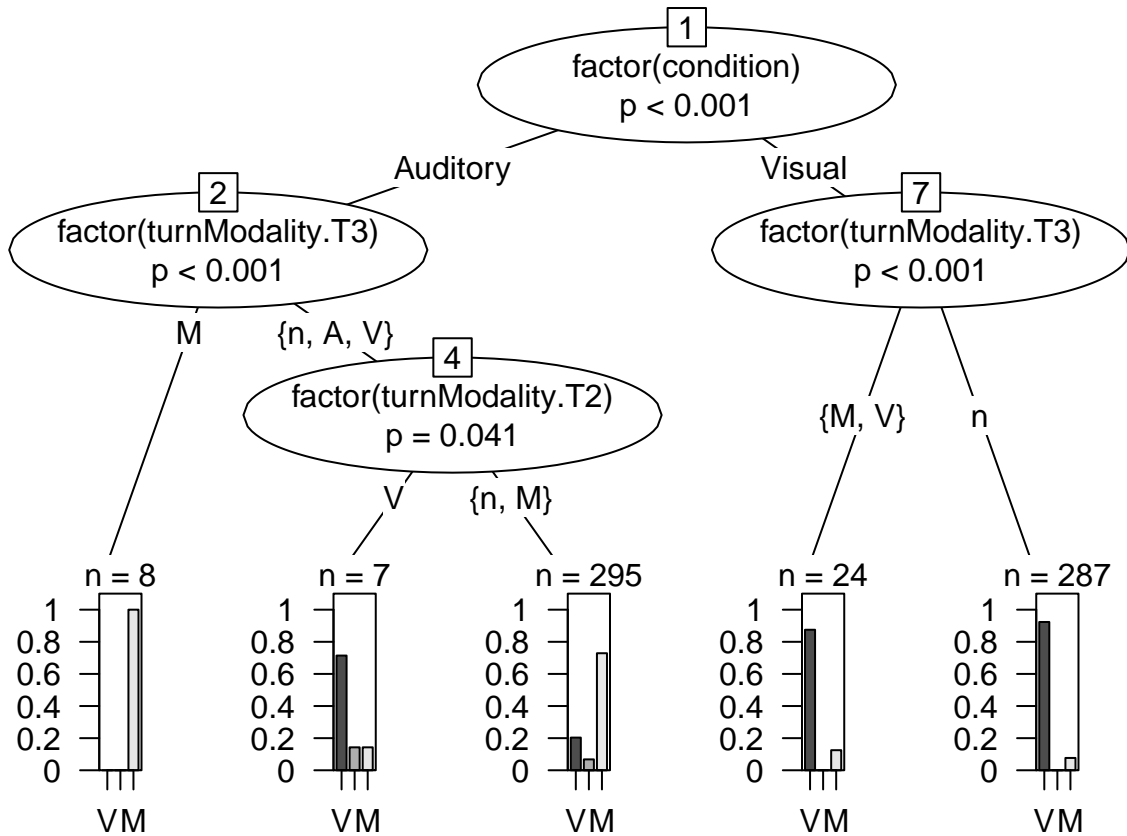 1
factor(condition)
p < 0.001
Auditory
Visual
2
factor(turnModality.T3)
p < 0.001
7
factor(turnModality.T3)
p < 0.001
M
{n, A, V}
4
factor(turnModality.T2)
p = 0.041
{M, V}
n
V
{n, M}
n = 8
1
0.8
0.6
0.4
0.2
0
VM
n = 7
1
0.8
0.6
0.4
0.2
0
VM
n = 295
1
0.8
0.6
0.4
0.2
0
VM
n = 24
1
0.8
0.6
0.4
0.2
0
VM
n = 287
1
0.8
0.6
0.4
0.2
0
VM